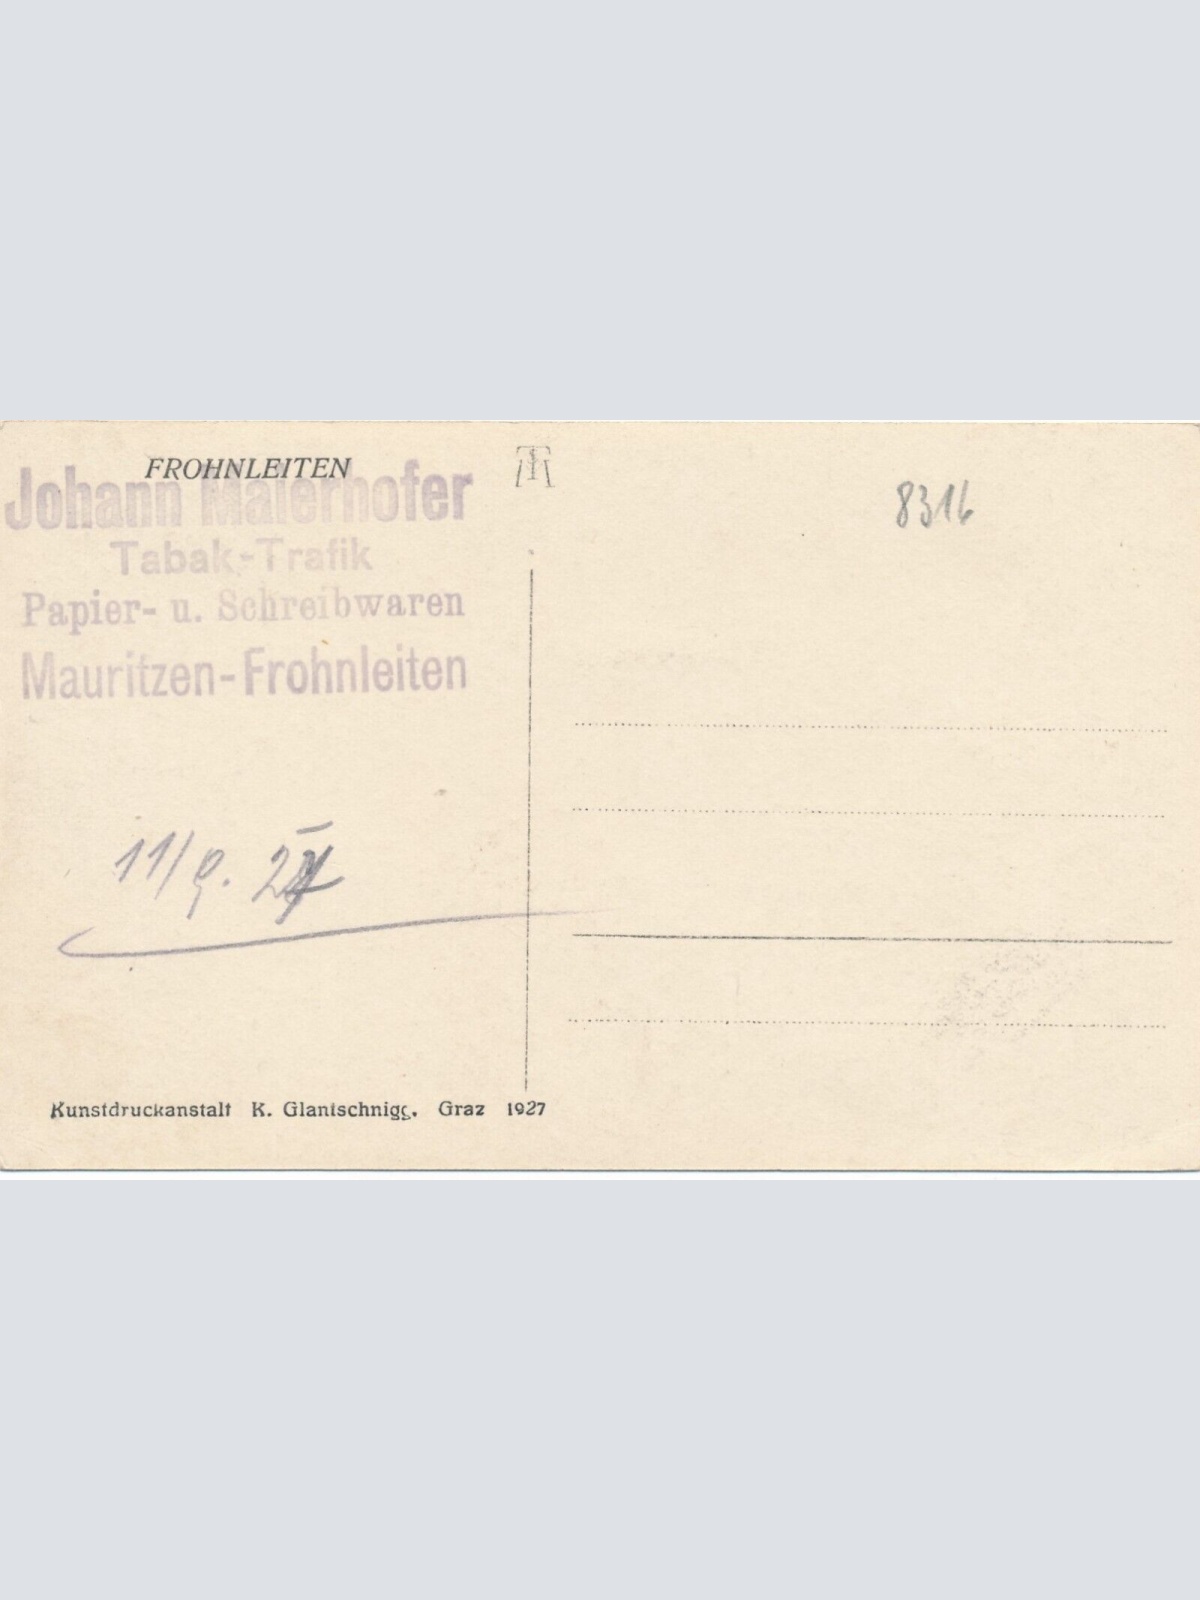 FROHNLEITEN
Johann Maierhofer
Tabak-Trafik
Papier- u. Schreibwaren
Mauritzen-Frohnleiten
8316
11/9. 27
Kunstdruckanstalt K. Glantschnigg, Graz 1927